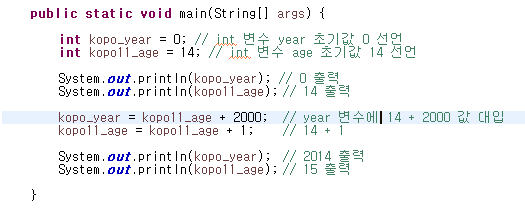 public static void main(String[] args) {
int kopo_year = 0; // int 변수 year 초기값 0 선언
int kopo11_age = 14; // int 변수 age 초기값 14 선언
System.out.println(kopo_year); // 0 출력
System.out.println(kopo11_age); // 14 출력
kopo_year = kopo11_age + 2000; // year 변수에 14 + 2000 값 대입
kopo11_age = kopo11_age + 1; // 14 + 1
System.out.println(kopo_year); // 2014 출력
System.out.println(kopo11_age); // 15 출력
}